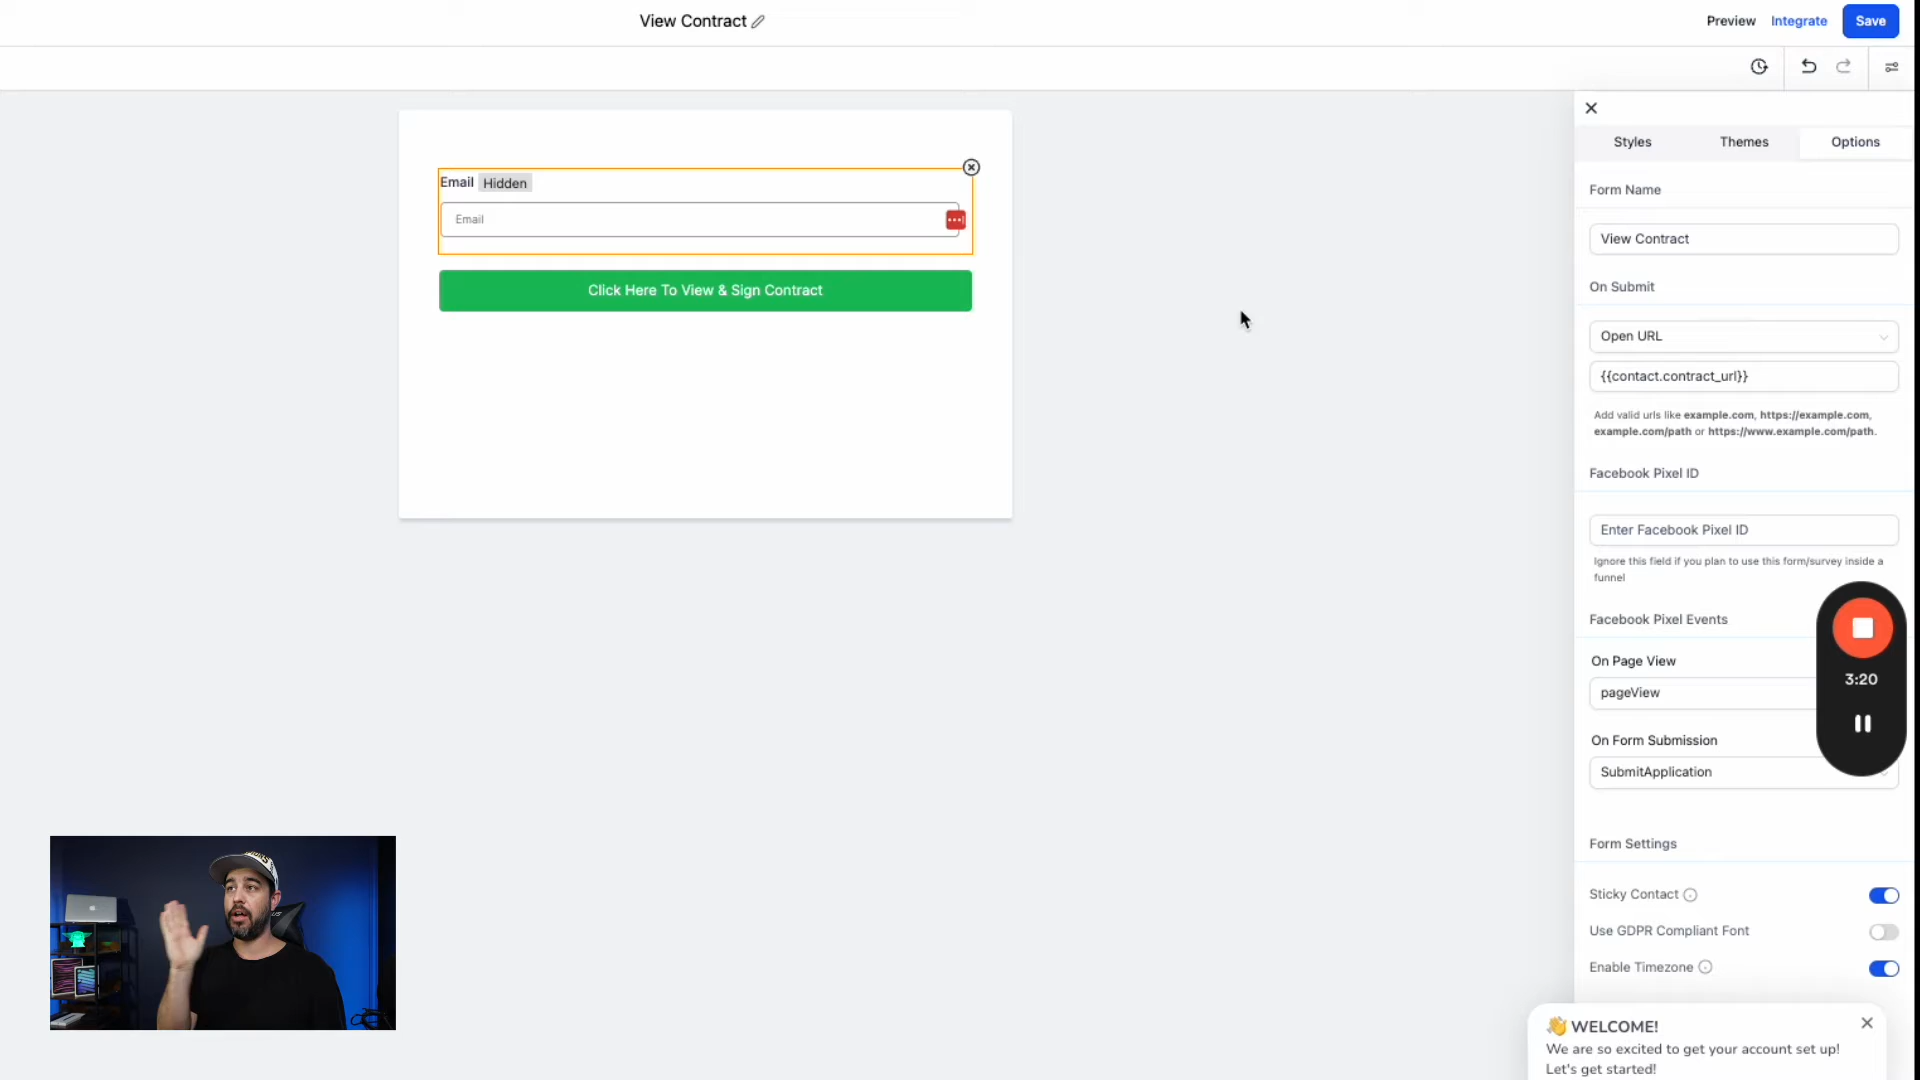 View Contract
Preview
Integrate
Save
Styles
Themes
Options
Form Name
View Contract
On Submit
Open URL
{{contact.contract_url}}
Add valid urls like example.com, https://example.com,
example.com/path or https://www.example.com/path.
Facebook Pixel ID
Enter Facebook Pixel ID
Ignore this field if you plan to use this form/survey inside a
funnel
Facebook Pixel Events
On Page View
pageView
On Form Submission
SubmitApplication
Form Settings
Sticky Contact
Use GDPR Compliant Font
Enable Timezone
Email Hidden
Email
Click Here To View & Sign Contract
3:20
👋 WELCOME!
We are so excited to get your account set up!
Let's get started!